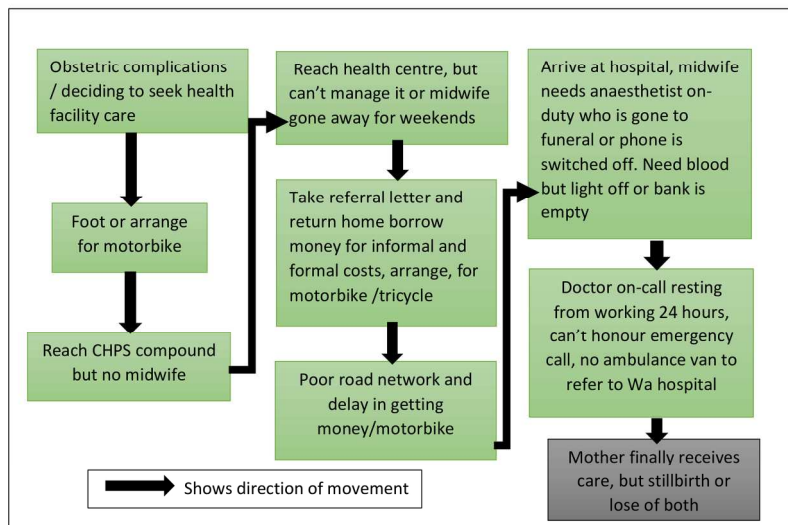 Obstetric complications
/ deciding to seek health
facility care
Foot or arrange
for motorbike
Reach CHPS compound
but no midwife
Reach health centre, but
can't manage it or midwife
gone away for weekends
Take referral letter and
return home borrow
money for informal and
formal costs, arrange, for
motorbike /tricycle
Poor road network and
delay in getting
money/motorbike
Arrive at hospital, midwife
needs anaesthetist on-
duty who is gone to
funeral or phone is
switched off. Need blood
but light off or bank is
empty
Doctor on-call resting
from working 24 hours,
can't honour emergency
call, no ambulance van to
refer to Wa hospital
Mother finally receives
care, but stillbirth or
lose of both
Shows direction of movement